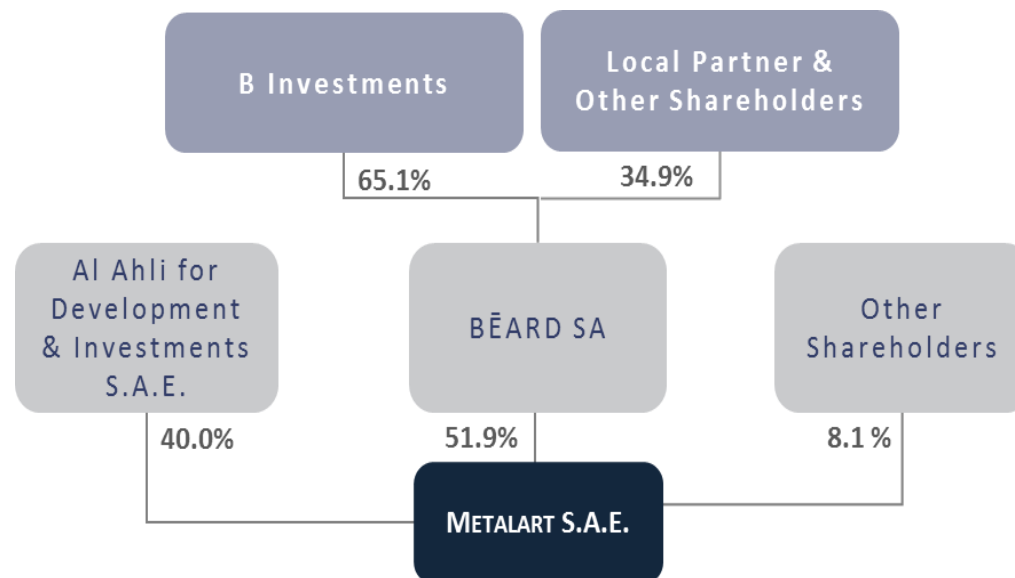 B Investments
Local Partner &
Other Shareholders
65.1%
34.9%
Al Ahli for
Development
& Investments
S.A.E.
BĒARD SA
Other
Shareholders
40.0%
51.9%
8.1 %
METALART S.A.E.